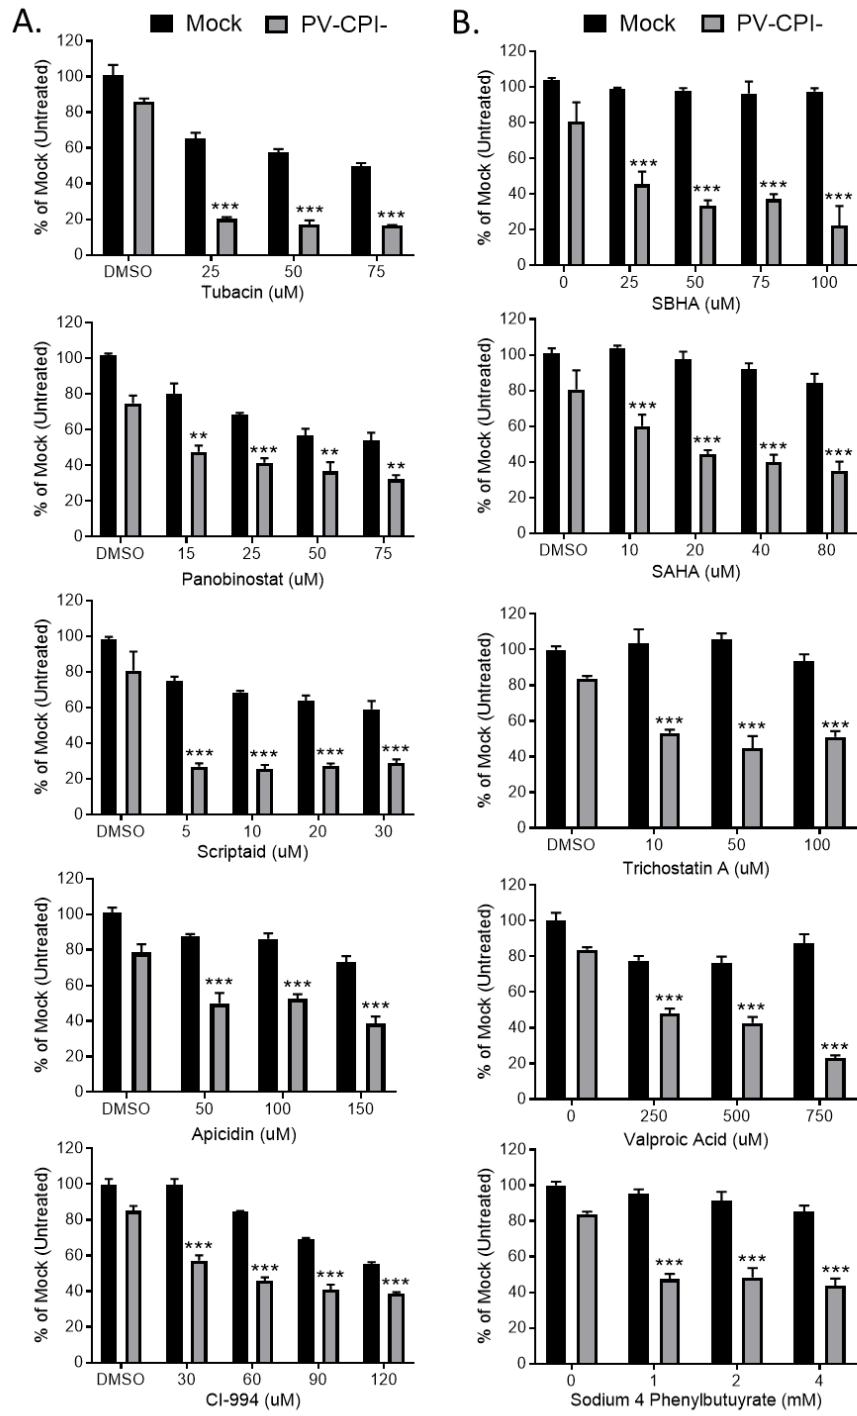 A.
Mock PV-CPI-
% of Mock (Untreated)
120
100
80
60
40
20
0
*** *** ***
DMSO 25 50 75
Tubacin (uM)
% of Mock (Untreated)
120
100
80
60
40
20
0
** *** ** **
DMSO 15 25 50 75
Panobinostat (uM)
% of Mock (Untreated)
120
100
80
60
40
20
0
*** *** *** ***
DMSO 5 10 20 30
Scriptaid (uM)
% of Mock (Untreated)
120
100
80
60
40
20
0
*** *** ***
DMSO 50 100 150
Apicidin (uM)
% of Mock (Untreated)
120
100
80
60
40
20
0
*** *** *** ***
DMSO 30 60 90 120
CI-994 (uM)
B.
Mock PV-CPI-
% of Mock (Untreated)
120
100
80
60
40
20
0
*** *** *** ***
0 25 50 75 100
SBHA (uM)
% of Mock (Untreated)
120
100
80
60
40
20
0
*** *** *** ***
DMSO 10 20 40 80
SAHA (uM)
% of Mock (Untreated)
120
100
80
60
40
20
0
*** *** ***
DMSO 10 50 100
Trichostatin A (uM)
% of Mock (Untreated)
120
100
80
60
40
20
0
*** *** ***
0 250 500 750
Valproic Acid (uM)
% of Mock (Untreated)
120
100
80
60
40
20
0
*** *** ***
0 1 2 4
Sodium 4 Phenylbutuyrate (mM)